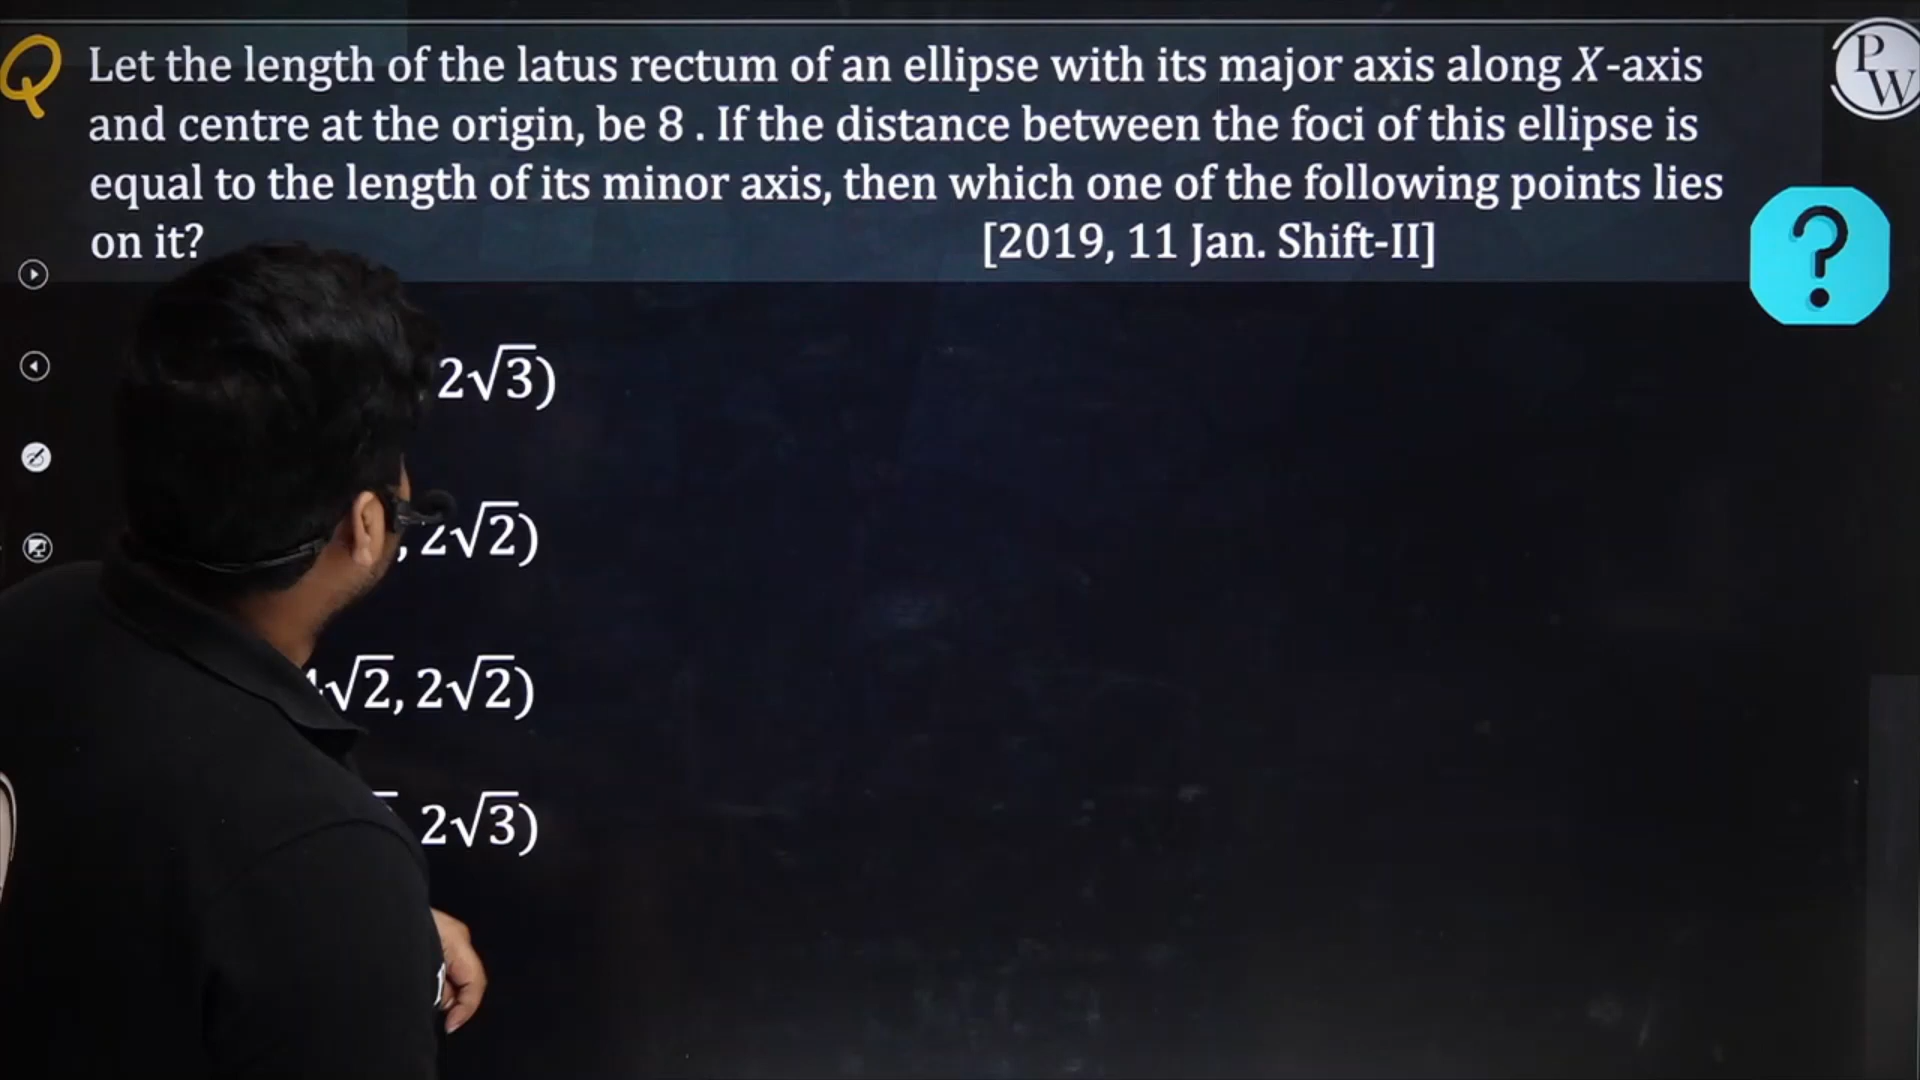 Q Let the length of the latus rectum of an ellipse with its major axis along X-axis
and centre at the origin, be 8 . If the distance between the foci of this ellipse is
equal to the length of its minor axis, then which one of the following points lies
on it? [2019, 11 Jan. Shift-II]
2√3)
, 2√2)
√2, 2√2)
2√3)
PW
?